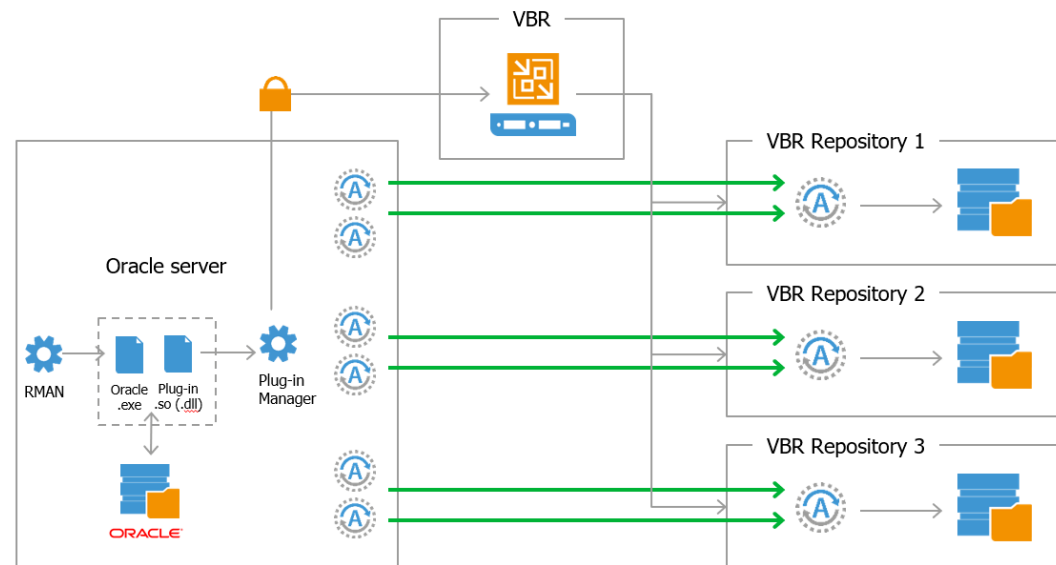 VBR
VBR Repository 1
Oracle server
VBR Repository 2
RMAN
Oracle
.exe
Plug-in
.so (.dll)
Plug-in
Manager
VBR Repository 3
ORACLE
A
A
A
A
A
A
A
A
A